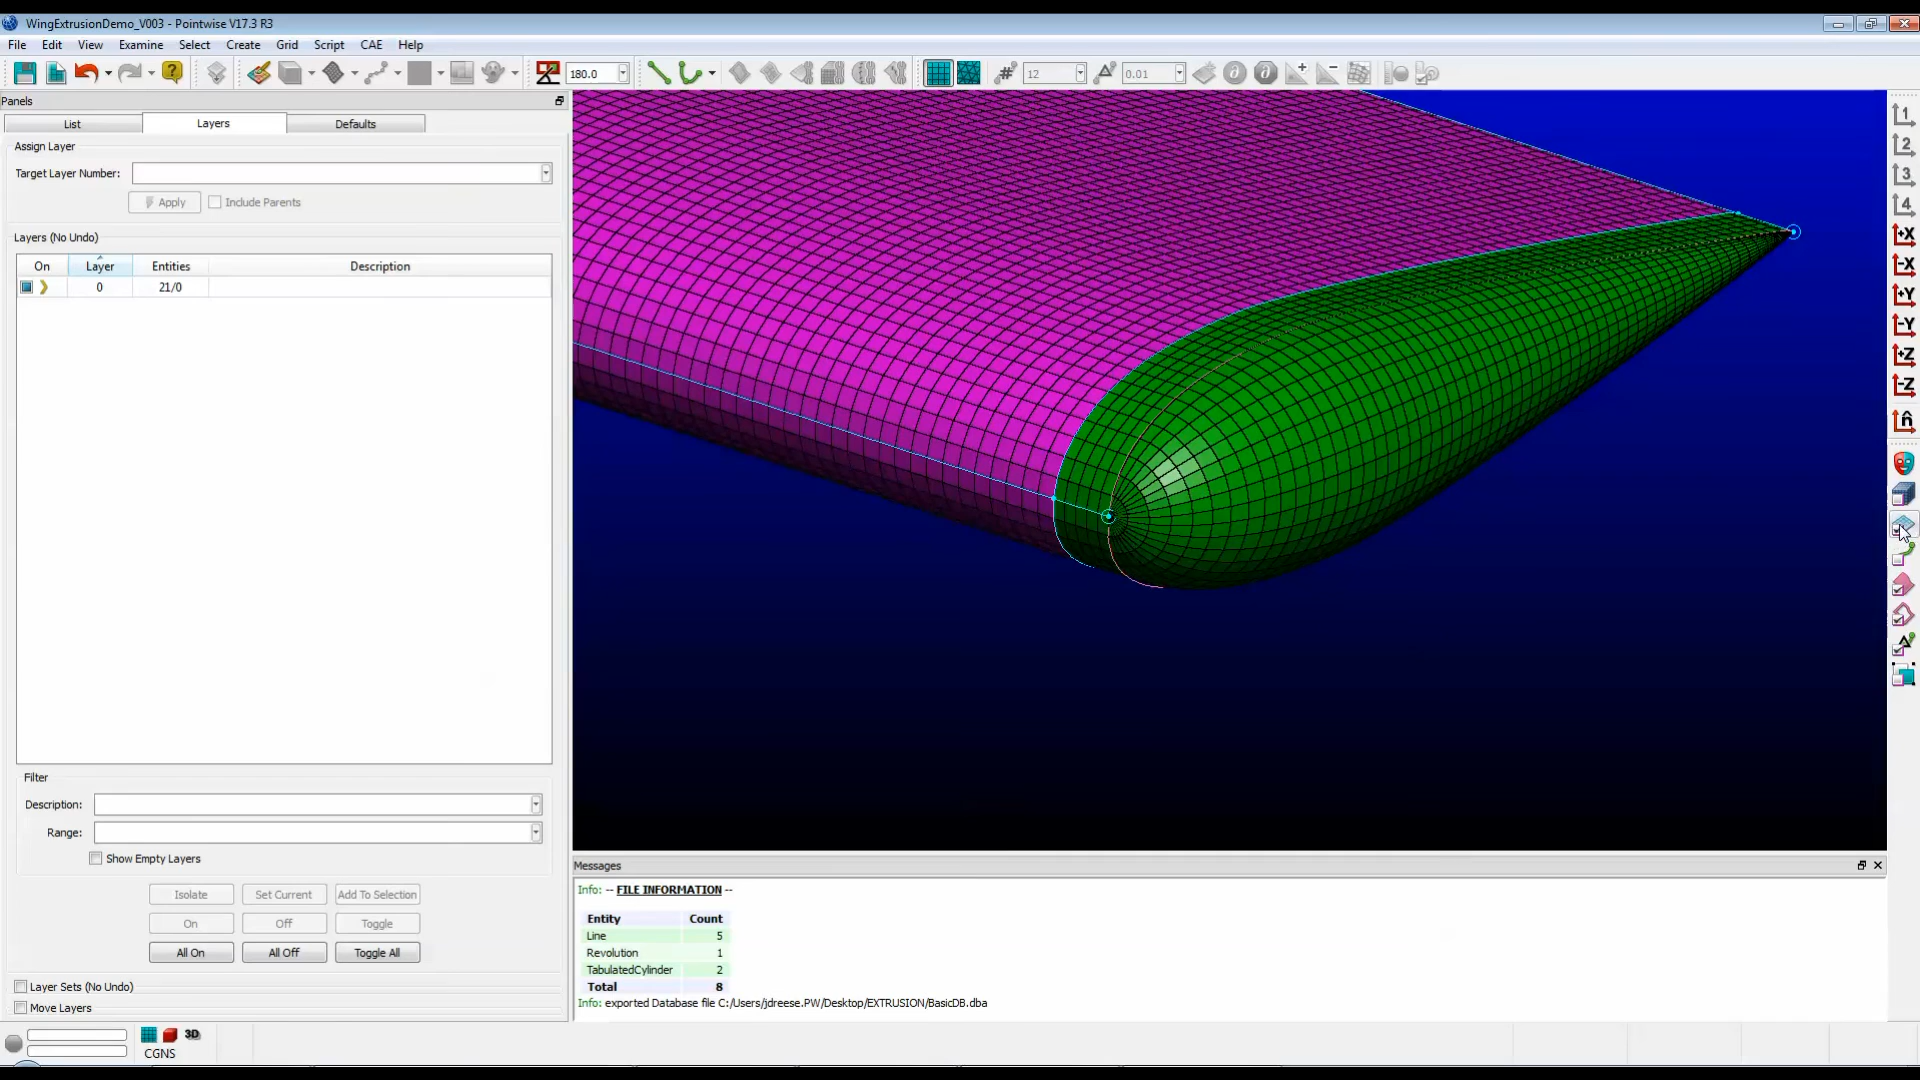 WingExtrusionDemo_V003 - Pointwise V17.3 R3
File Edit View Examine Select Create Grid Script CAE Help
180.0 12 0.01
Panels
List Layers Defaults
Assign Layer
Target Layer Number:
Apply Include Parents
Layers (No Undo)
On Layer Entities Description
0 21/0
Filter
Description:
Range:
Show Empty Layers
Isolate Set Current Add To Selection
On Off Toggle
All On All Off Toggle All
Layer Sets (No Undo)
Move Layers
3D
CGNS
Messages
Info: -- FILE INFORMATION --
Entity Count
Line 5
Revolution 1
TabulatedCylinder 2
Total 8
Info: exported Database file C:/Users/jdreese.PW/Desktop/EXTRUSION/BasicDB.dba
1
2
3
4
+X
-X
+Y
-Y
+Z
-Z
n̂